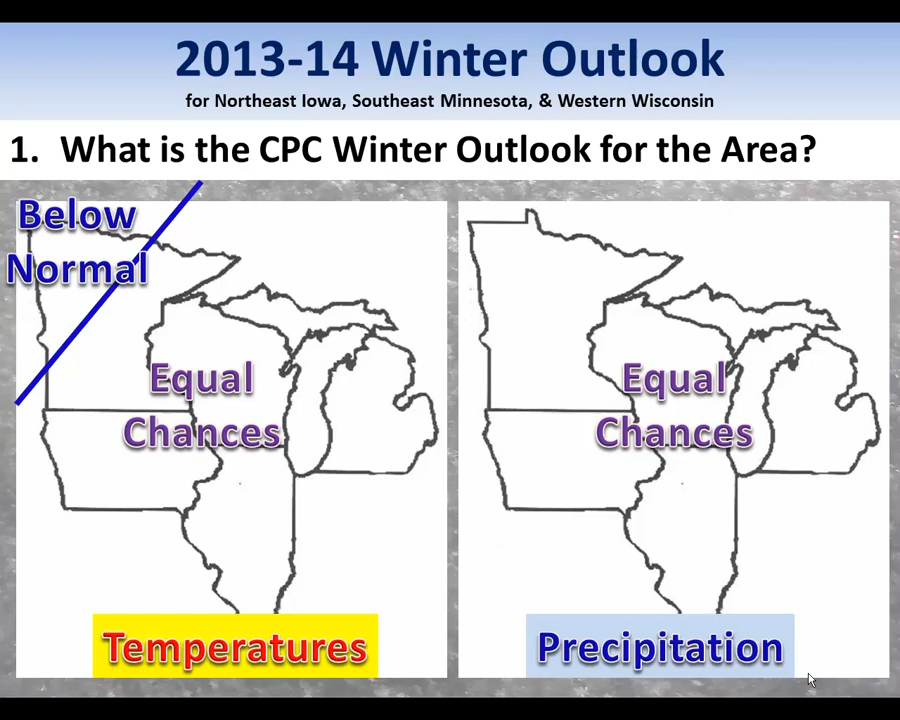 2013-14 Winter Outlook
for Northeast Iowa, Southeast Minnesota, & Western Wisconsin
1. What is the CPC Winter Outlook for the Area?
Below
Normal
Equal
Chances
Temperatures
Equal
Chances
Precipitation